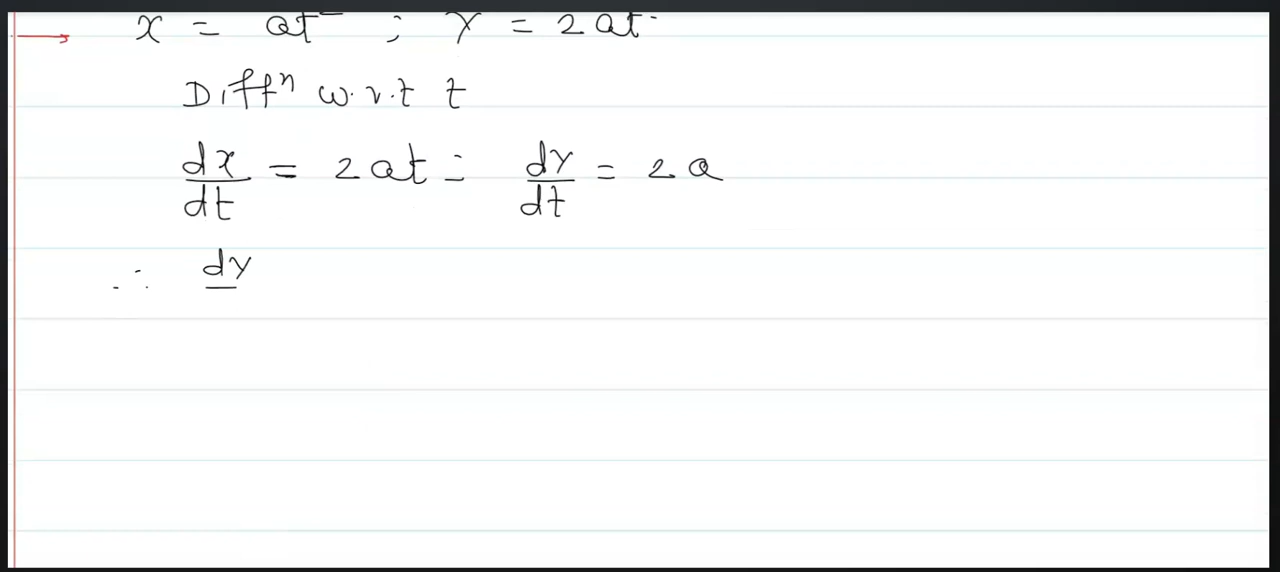 x = at² ; y = 2at.
Diffⁿ w.r.t t
dx/dt = 2at ; dy/dt = 2a
∴ dy